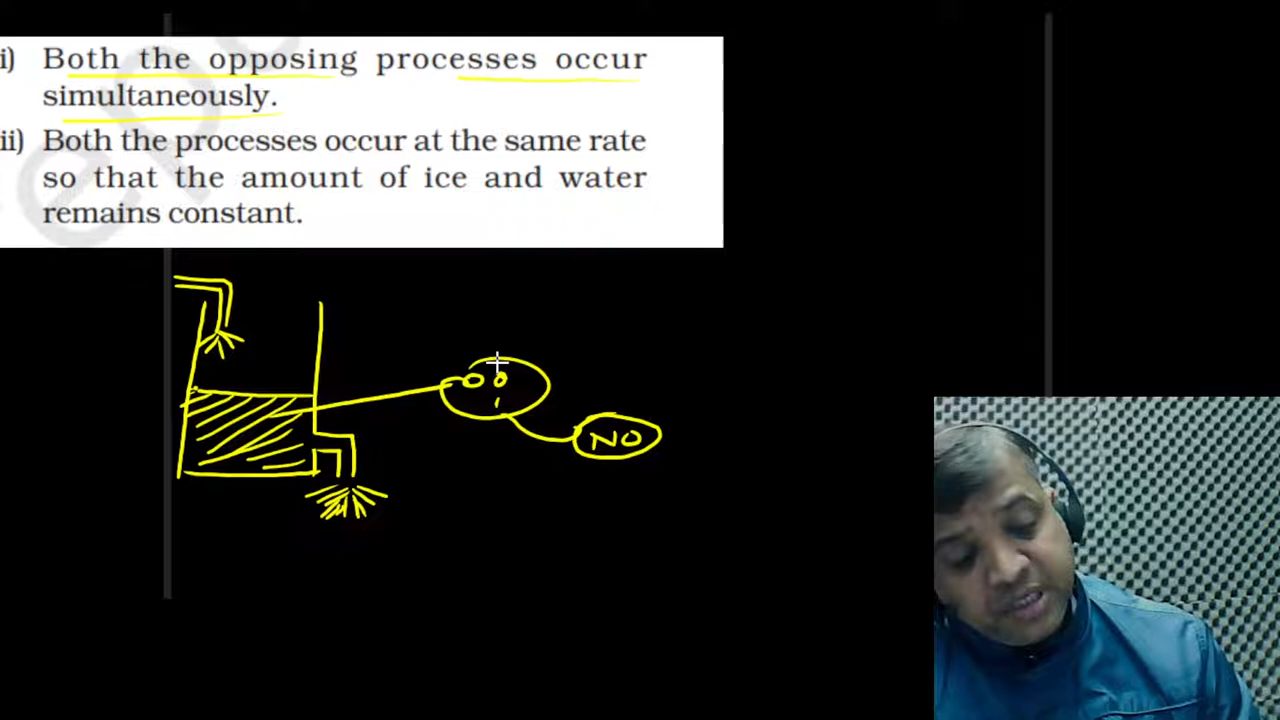 i) Both the opposing processes occur
simultaneously.
ii) Both the processes occur at the same rate
so that the amount of ice and water
remains constant.
NO